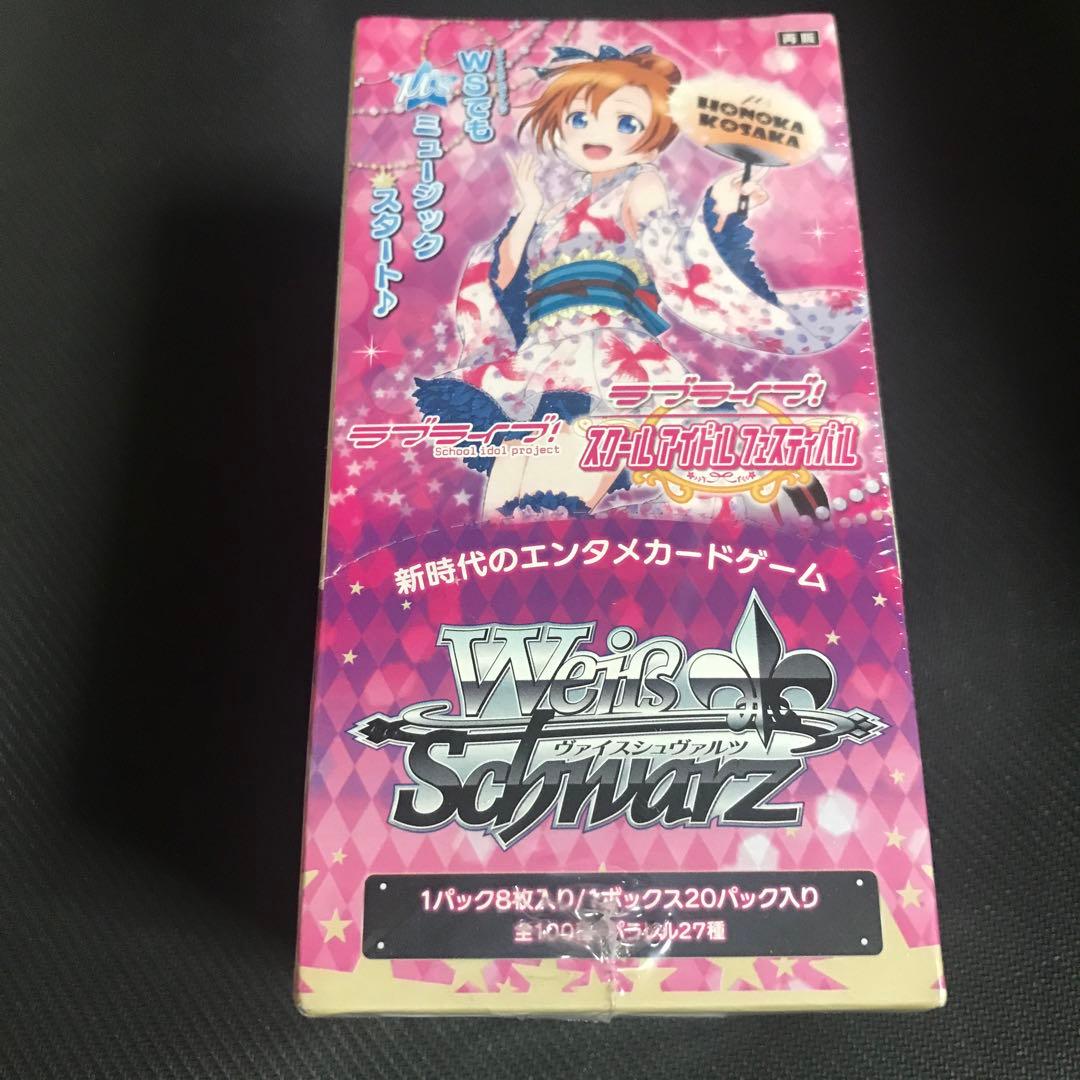 再販
WSでも
μ's
ミュージック
スタート♪
μ's
HONOKA
KOSAKA
ラブライブ!
School idol project
ラブライブ!
スクールアイドルフェスティバル
新時代のエンタメカードゲーム
Weiß
ヴァイスシュヴァルツ
Schwarz
1パック8枚入り/1ボックス20パック入り
全100種 パラレル27種